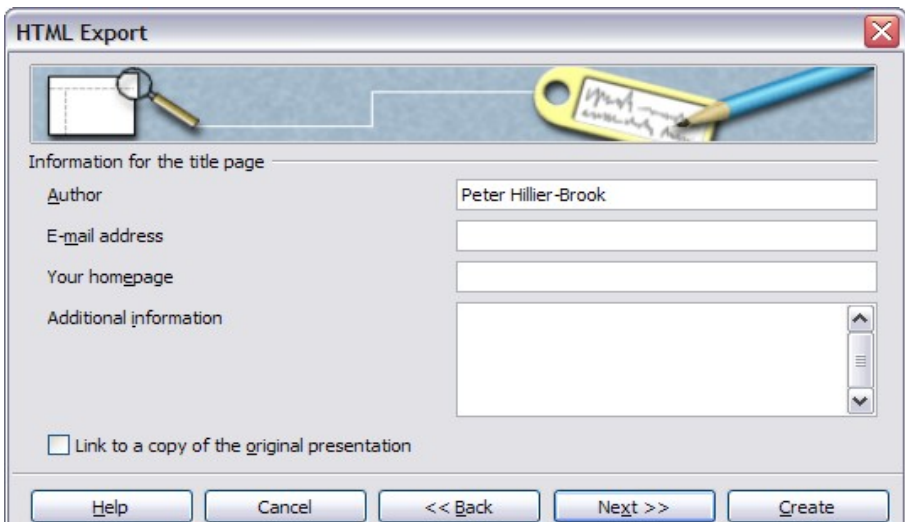 HTML Export
Information for the title page
Author
Peter Hillier-Brook
E-mail address
Your homepage
Additional information
Link to a copy of the original presentation
Help Cancel << Back Next >> Create